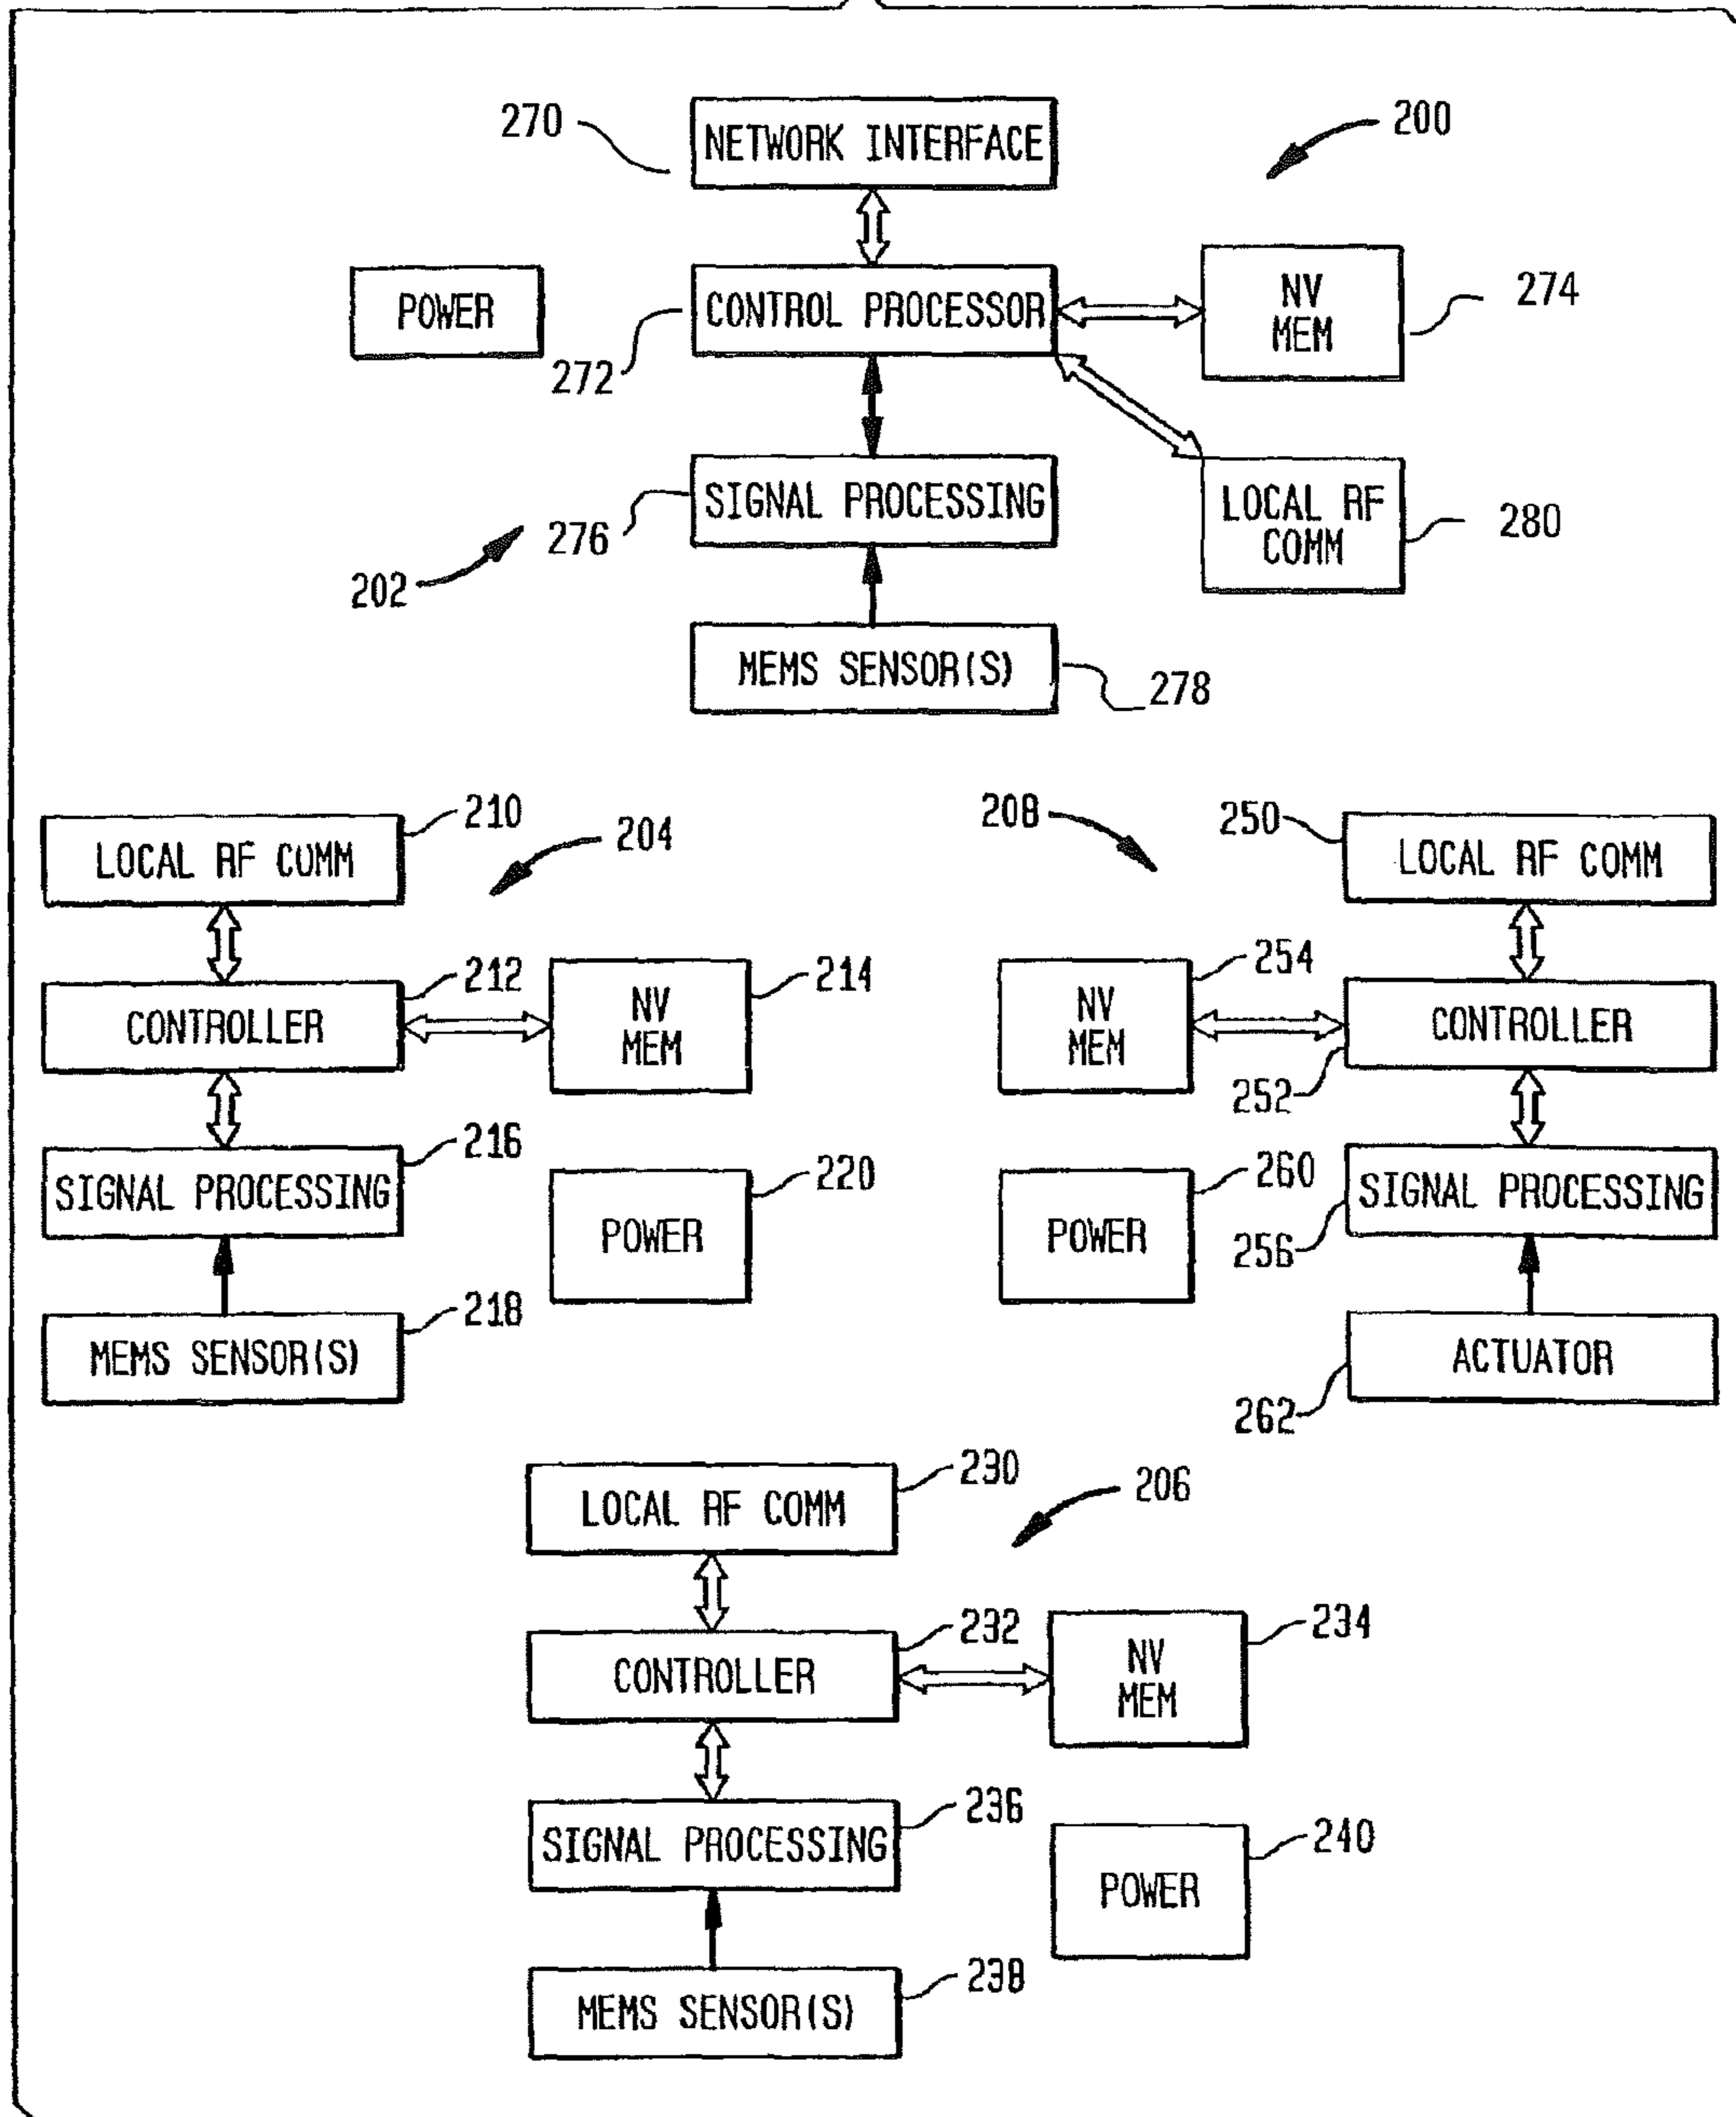 270
NETWORK INTERFACE
200
POWER
272
CONTROL PROCESSOR
NV
MEM
274
276
SIGNAL PROCESSING
LOCAL RF
COMM
280
202
MEMS SENSOR(S)
278
LOCAL RF COMM
210
204
CONTROLLER
212
NV
MEM
214
SIGNAL PROCESSING
216
POWER
220
MEMS SENSOR(S)
218
208
250
LOCAL RF COMM
NV
MEM
254
CONTROLLER
252
POWER
260
SIGNAL PROCESSING
256
ACTUATOR
262
LOCAL RF COMM
230
206
CONTROLLER
232
NV
MEM
234
SIGNAL PROCESSING
236
POWER
240
MEMS SENSOR(S)
238